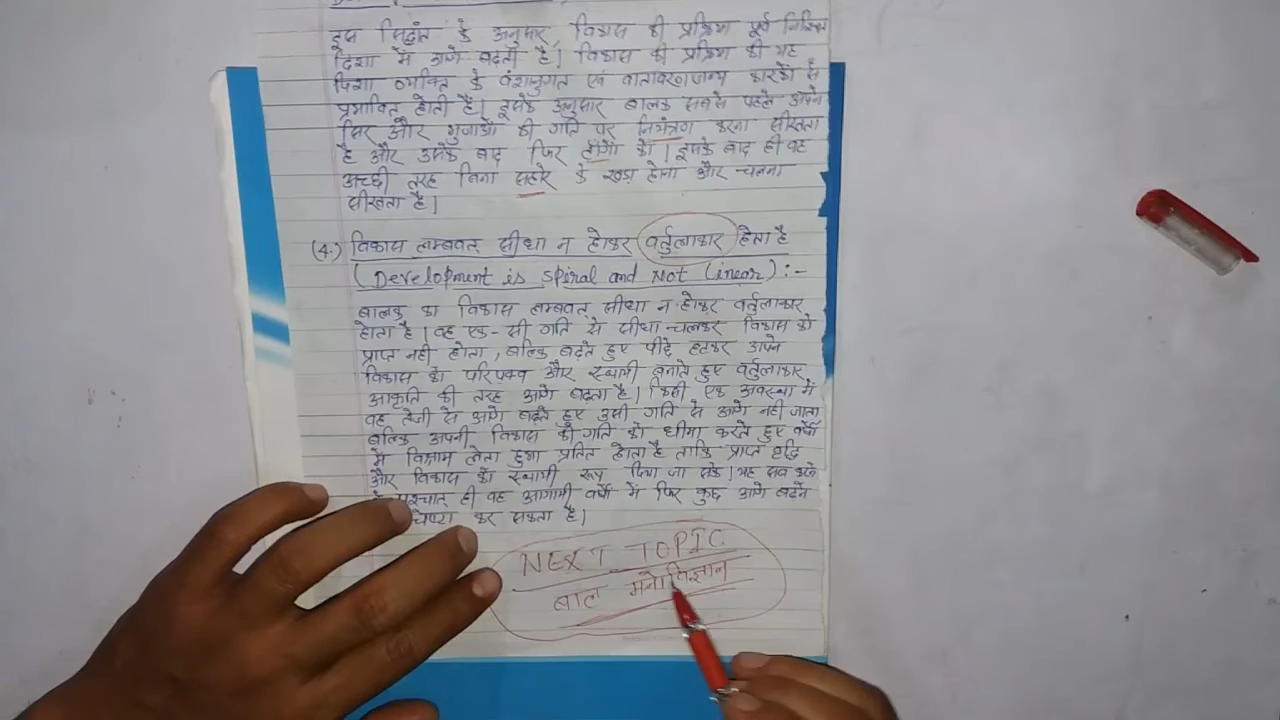 इस सिद्धांत के अनुसार, विकास की प्रक्रिया पूर्व निश्चित
दिशा में आगे बढ़ती है। विकास की प्रक्रिया की यह
दिशा व्यक्ति के वंशानुगत एवं वातावरणजन्य कारकों से
प्रभावित होती है। इसके अनुसार बालक सबसे पहले अपने
सिर और भुजाओं की गति पर नियंत्रण करना सीखता
है और उसके बाद फिर टाँगों को। इसके बाद ही वह
अच्छी तरह बिना सहारे के खड़ा होना और चलना
सीखता है।
(4.) विकास लम्बवत् सीधा न होकर वर्तुलाकार होता है
(Development is Spiral and Not Linear) :-
बालक का विकास लम्बवत् सीधा न होकर वर्तुलाकार
होता है। वह एक-सी गति से सीधा चलकर विकास को
प्राप्त नही होता, बल्कि बढ़ते हुए पीछे हटकर अपने
विकास को परिपक्व और स्थायी बनाते हुए वर्तुलाकार
आकृति की तरह आगे बढ़ता है। किसी एक अवस्था में
वह तेजी से आगे बढ़ते हुए उसी गति से आगे नही जाता
बल्कि अपनी विकास की गति को धीमा करते हुए वर्षों
में विश्राम लेता हुआ प्रतित होता है ताकि प्राप्त वृद्धि
और विकास को स्थायी रूप दिया जा सके। यह सब करने
पश्चात् ही वह आगामी वर्षों में फिर कुछ आगे बढ़ने
चेष्टा कर सकता है।
NEXT TOPIC
बाल मनोविज्ञान